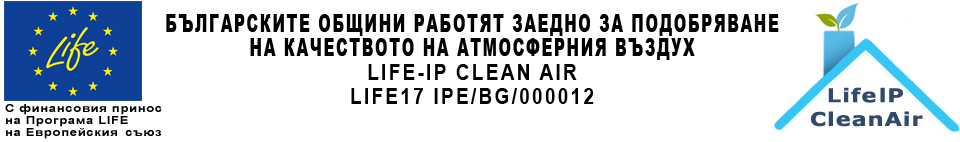 Life
С финансовия принос
на Програма LIFE
на Европейския съюз
БЪЛГАРСКИТЕ ОБЩИНИ РАБОТЯТ ЗАЕДНО ЗА ПОДОБРЯВАНЕ
НА КАЧЕСТВОТО НА АТМОСФЕРНИЯ ВЪЗДУХ
LIFE-IP CLEAN AIR
LIFE17 IPE/BG/000012
LifeIP
CleanAir